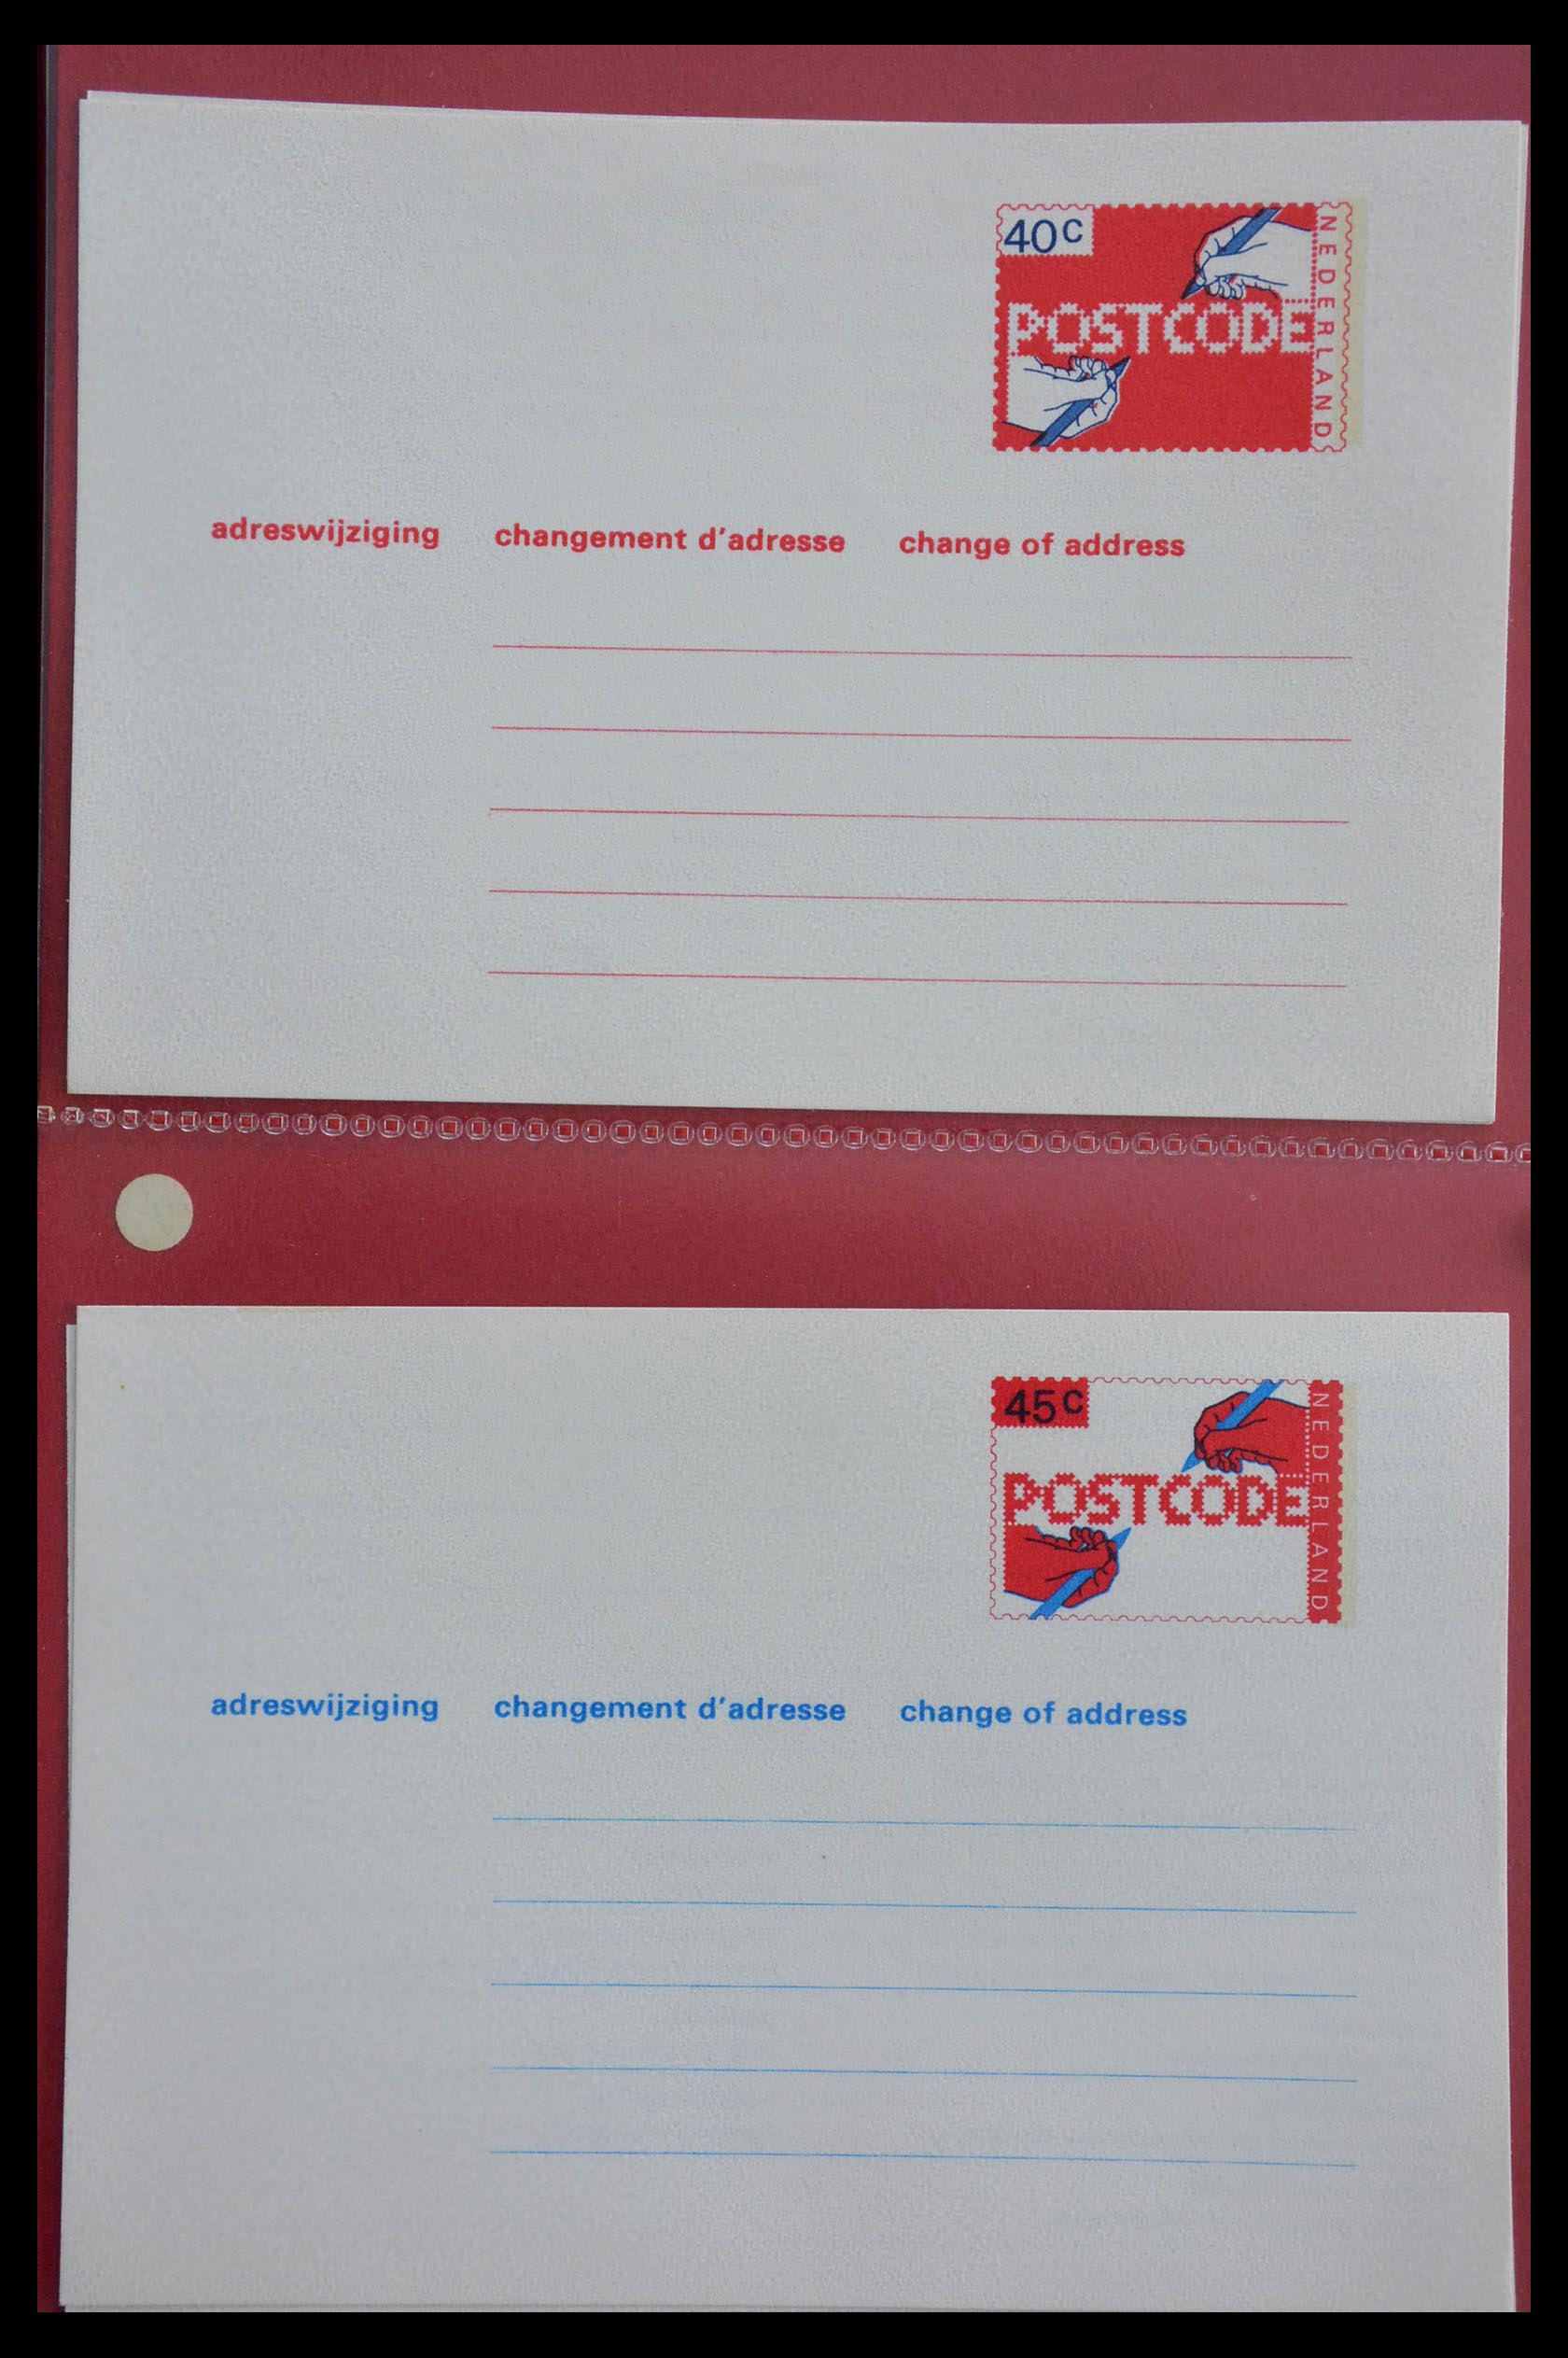 40c
POSTCODE
NEDERLAND
adreswijziging changement d'adresse change of address
45c
POSTCODE
NEDERLAND
adreswijziging changement d'adresse change of address